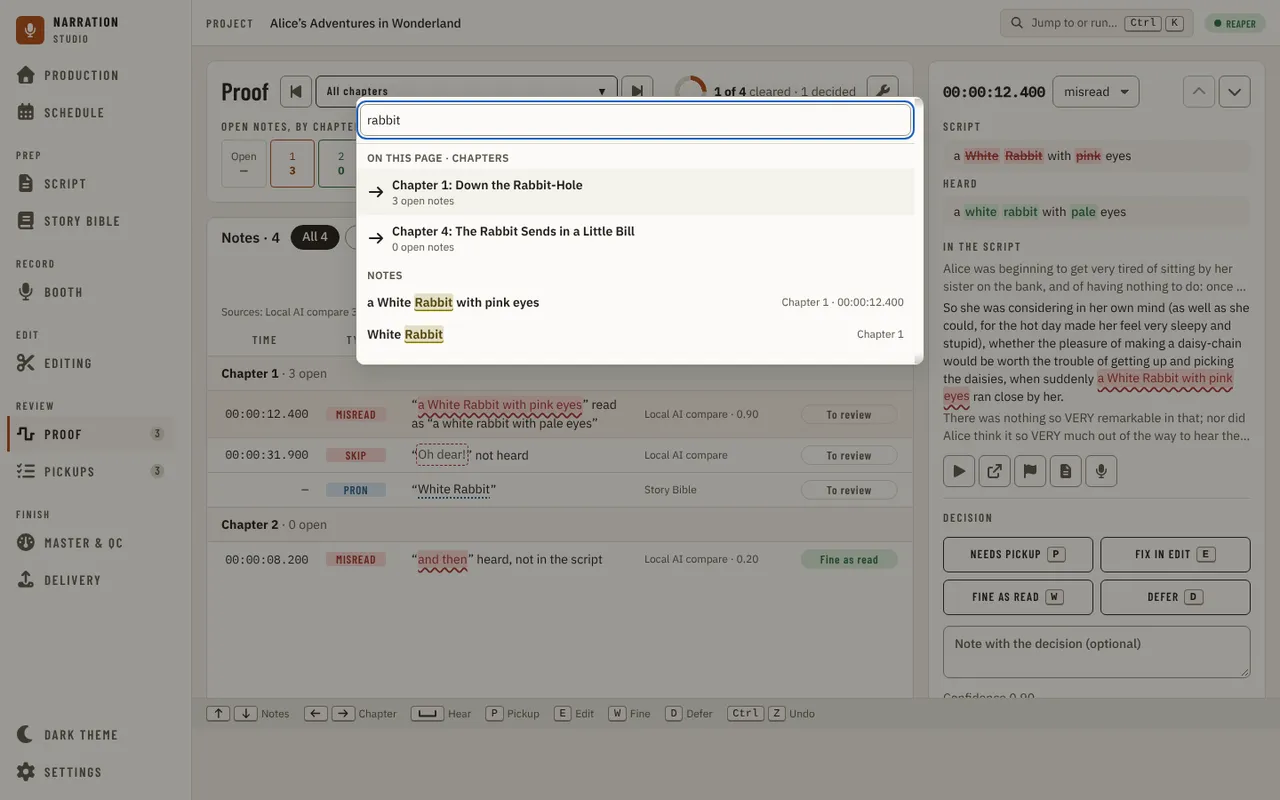 NARRATION
STUDIO
PRODUCTION
SCHEDULE
PREP
SCRIPT
STORY BIBLE
RECORD
BOOTH
EDIT
EDITING
REVIEW
PROOF 3
PICKUPS 3
FINISH
MASTER & QC
DELIVERY
DARK THEME
SETTINGS
PROJECT Alice's Adventures in Wonderland
Jump to or run... Ctrl K
REAPER
Proof All chapters 1 of 4 cleared · 1 decided
OPEN NOTES, BY CHAPTE
Open 1 2
– 3 0
rabbit
ON THIS PAGE · CHAPTERS
Chapter 1: Down the Rabbit-Hole
3 open notes
Chapter 4: The Rabbit Sends in a Little Bill
0 open notes
NOTES
a White Rabbit with pink eyes Chapter 1 · 00:00:12.400
White Rabbit Chapter 1
Notes · 4 All 4
Sources: Local AI compare 3
TIME TY
Chapter 1 · 3 open
00:00:12.400 MISREAD “a White Rabbit with pink eyes” read
as “a white rabbit with pale eyes” Local AI compare · 0.90 To review
00:00:31.900 SKIP “Oh dear!” not heard Local AI compare To review
– PRON “White Rabbit” Story Bible To review
Chapter 2 · 0 open
00:00:08.200 MISREAD “and then” heard, not in the script Local AI compare · 0.20 Fine as read
00:00:12.400 misread
SCRIPT
a White Rabbit with pink eyes
HEARD
a white rabbit with pale eyes
IN THE SCRIPT
Alice was beginning to get very tired of sitting by her
sister on the bank, and of having nothing to do: once ...
So she was considering in her own mind (as well as she
could, for the hot day made her feel very sleepy and
stupid), whether the pleasure of making a daisy-chain
would be worth the trouble of getting up and picking
the daisies, when suddenly a White Rabbit with pink
eyes ran close by her.
There was nothing so VERY remarkable in that; nor did
Alice think it so VERY much out of the way to hear the...
DECISION
NEEDS PICKUP P FIX IN EDIT E
FINE AS READ W DEFER D
Note with the decision (optional)
Confidence 0.90
↑ ↓ Notes ← → Chapter Hear P Pickup E Edit W Fine D Defer Ctrl Z Undo